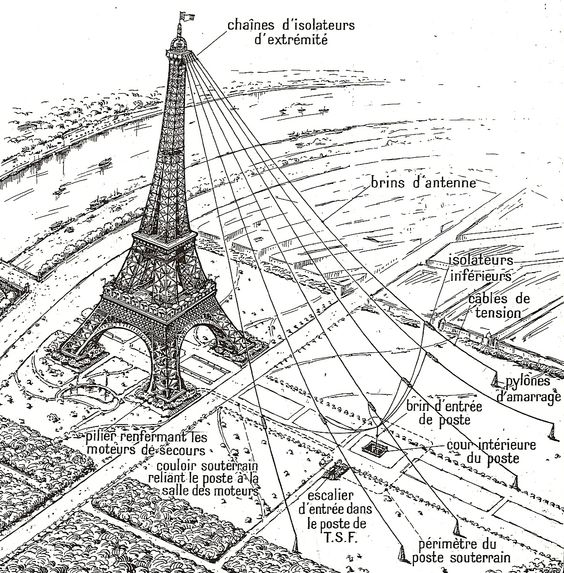 chaînes d'isolateurs
d'extrémité
brins d'antenne
isolateurs
inférieurs
câbles de
tension
pylônes
d'amarrage
brin d'entrée
de poste
cour intérieure
du poste
pilier renfermant les
moteurs de secours
couloir souterrain
reliant le poste à la
salle des moteurs
escalier
d'entrée dans
le poste de
T.S.F.
périmètre du
poste souterrain